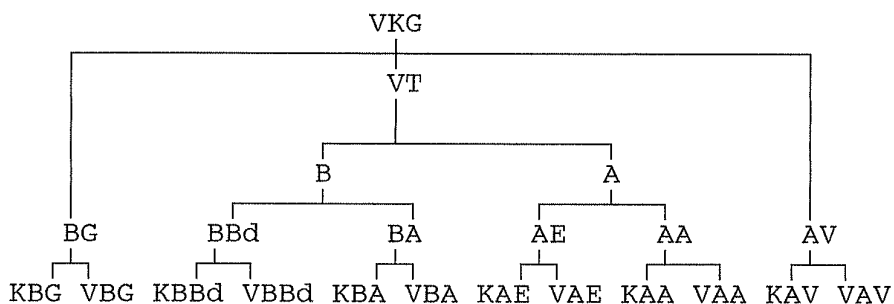 VKG
VT
B A
BG BBd BA AE AA AV
KBG VBG KBBd VBBd KBA VBA KAE VAE KAA VAA KAV VAV